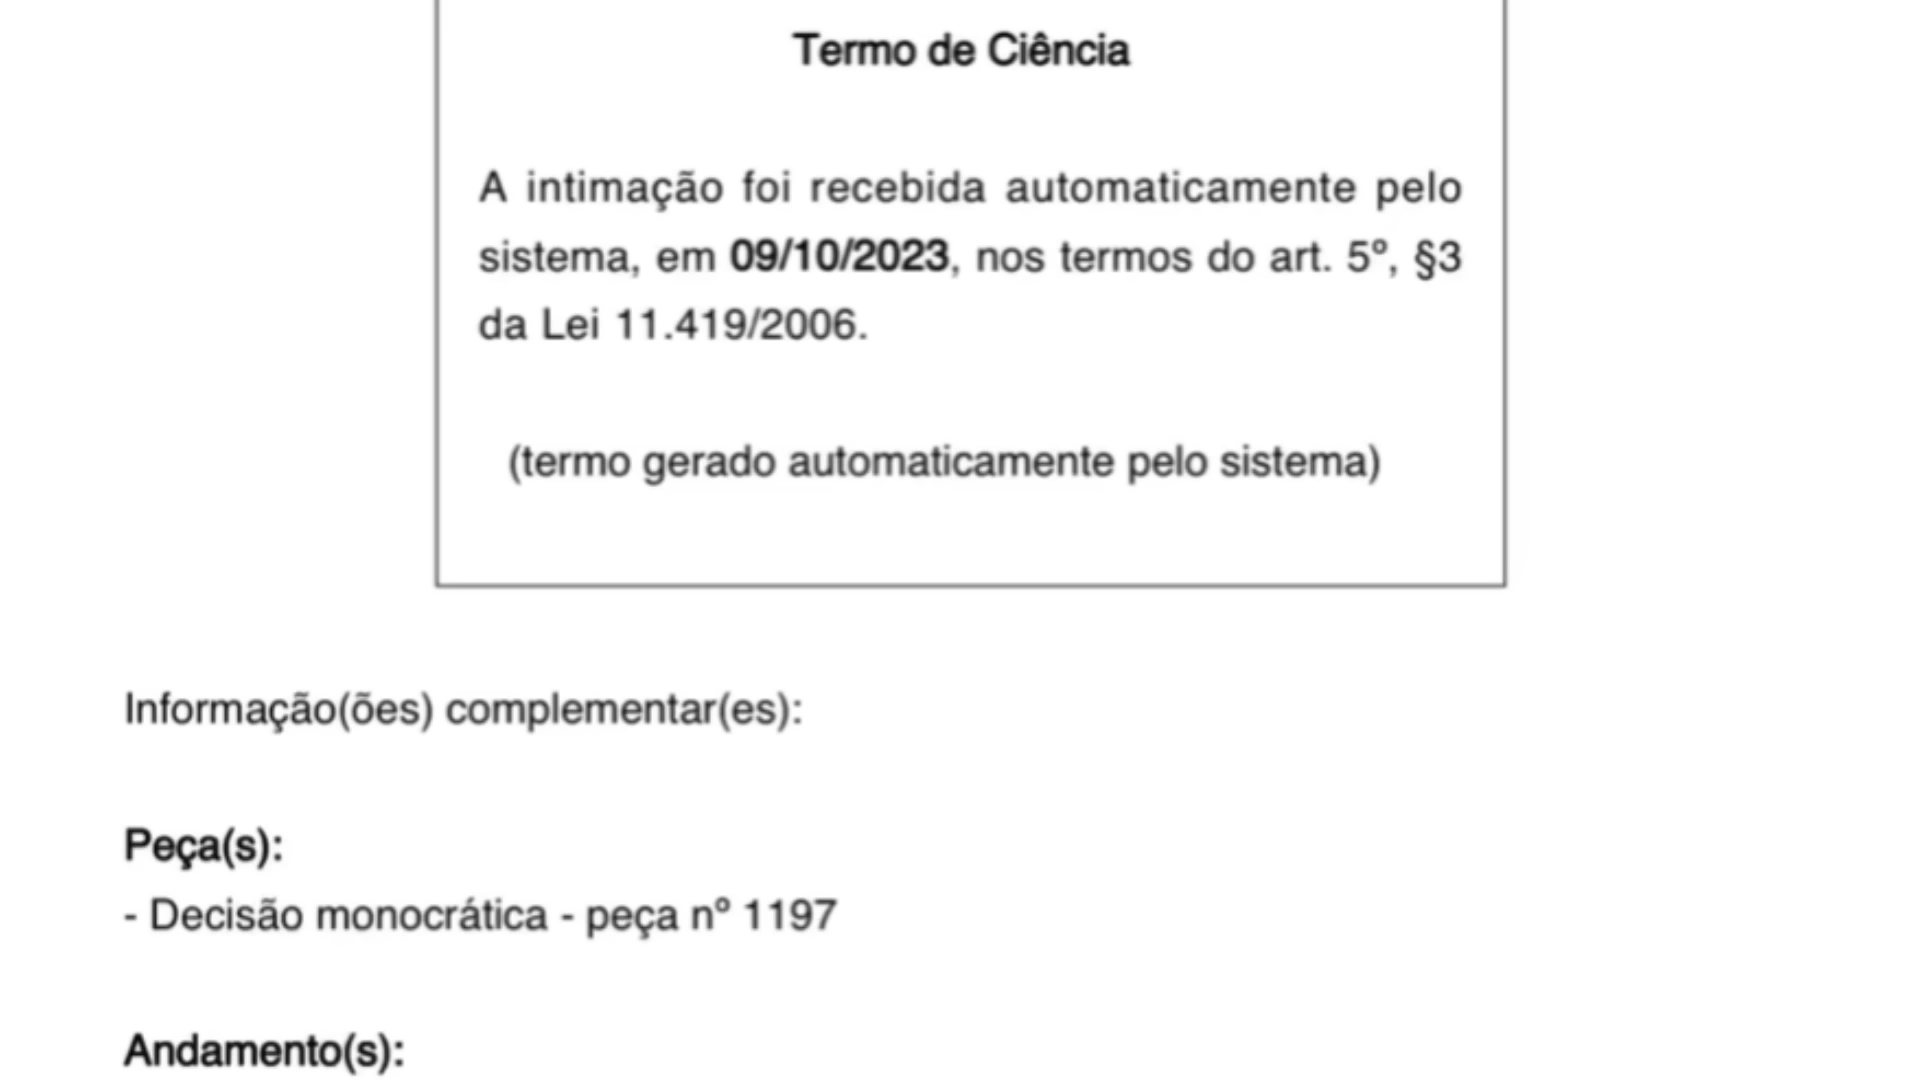 Termo de Ciência
A intimação foi recebida automaticamente pelo
sistema, em 09/10/2023, nos termos do art. 5º, §3
da Lei 11.419/2006.
(termo gerado automaticamente pelo sistema)
Informação(ões) complementar(es):
Peça(s):
- Decisão monocrática - peça nº 1197
Andamento(s):